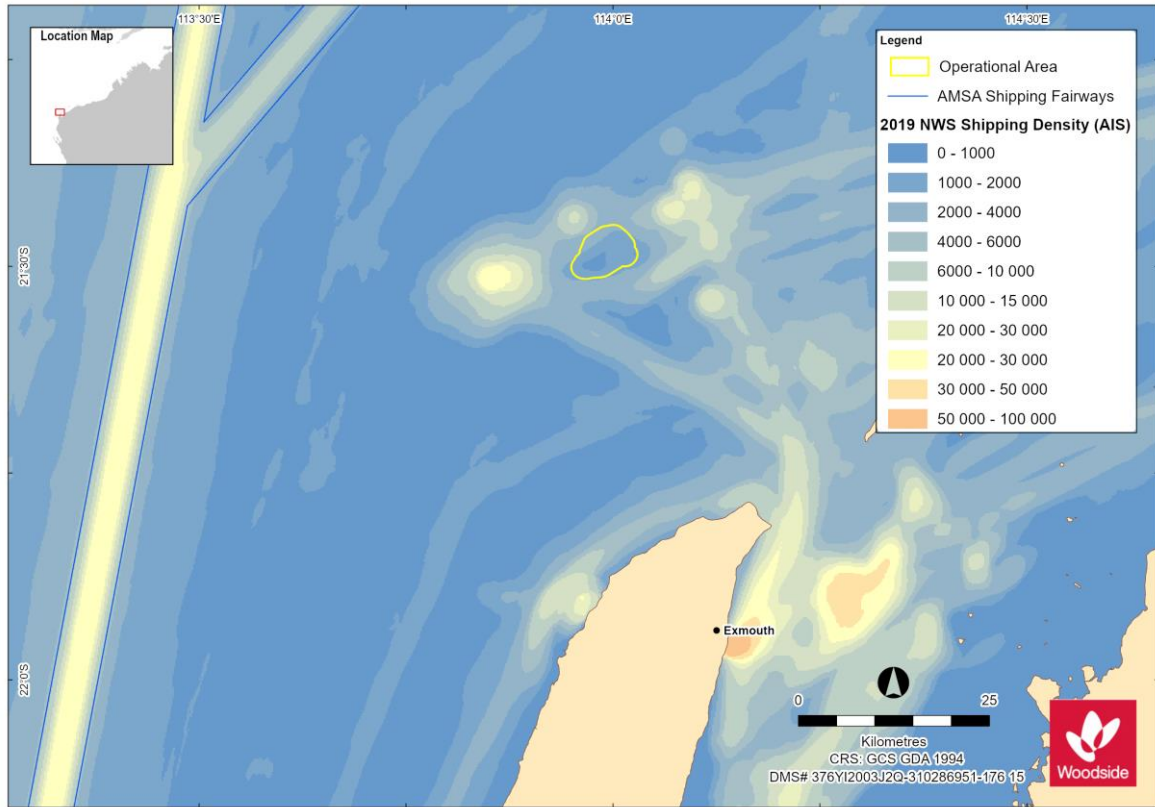 113°30'E
114°0'E
114°30'E
Location Map
Legend
Operational Area
AMSA Shipping Fairways
2019 NWS Shipping Density (AIS)
0 - 1000
1000 - 2000
2000 - 4000
4000 - 6000
6000 - 10 000
10 000 - 15 000
20 000 - 30 000
20 000 - 30 000
30 000 - 50 000
50 000 - 100 000
21°30'S
22°0'S
Exmouth
0 25
Kilometres
CRS: GCS GDA 1994
DMS# 376YI2003J2Q-310286951-176 15
Woodside